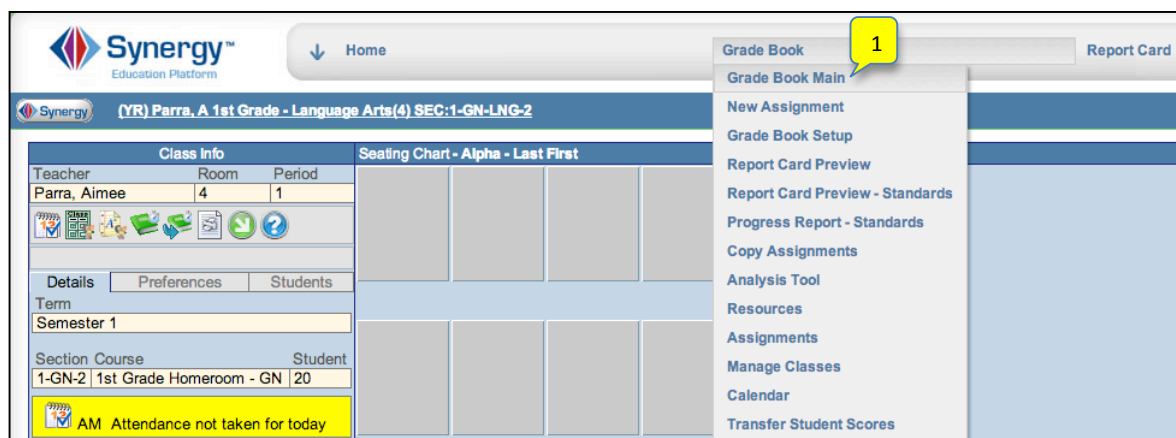 Synergy™
Education Platform
Home
Grade Book
1
Report Card
Grade Book Main
New Assignment
Grade Book Setup
Report Card Preview
Report Card Preview - Standards
Progress Report - Standards
Copy Assignments
Analysis Tool
Resources
Assignments
Manage Classes
Calendar
Transfer Student Scores
Synergy (YR) Parra, A 1st Grade - Language Arts(4) SEC:1-GN-LNG-2
Class Info
Teacher Room Period
Parra, Aimee 4 1
Details Preferences Students
Term
Semester 1
Section Course Student
1-GN-2 1st Grade Homeroom - GN 20
AM Attendance not taken for today
Seating Chart - Alpha - Last First